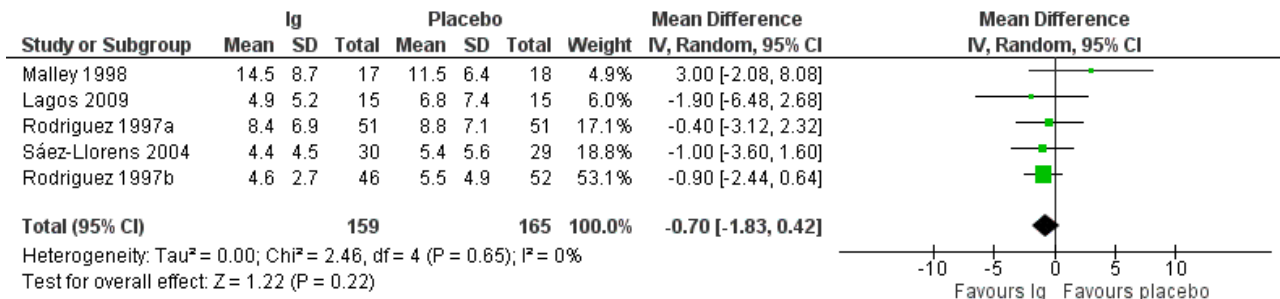 Ig Placebo Mean Difference Mean Difference
Study or Subgroup Mean SD Total Mean SD Total Weight IV, Random, 95% CI IV, Random, 95% CI
Malley 1998 14.5 8.7 17 11.5 6.4 18 4.9% 3.00 [-2.08, 8.08]
Lagos 2009 4.9 5.2 15 6.8 7.4 15 6.0% -1.90 [-6.48, 2.68]
Rodriguez 1997a 8.4 6.9 51 8.8 7.1 51 17.1% -0.40 [-3.12, 2.32]
Sáez-Llorens 2004 4.4 4.5 30 5.4 5.6 29 18.8% -1.00 [-3.60, 1.60]
Rodriguez 1997b 4.6 2.7 46 5.5 4.9 52 53.1% -0.90 [-2.44, 0.64]
Total (95% CI) 159 165 100.0% -0.70 [-1.83, 0.42]
Heterogeneity: Tau² = 0.00; Chi² = 2.46, df = 4 (P = 0.65); I² = 0%
Test for overall effect: Z = 1.22 (P = 0.22)
-10 -5 0 5 10
Favours Ig Favours placebo